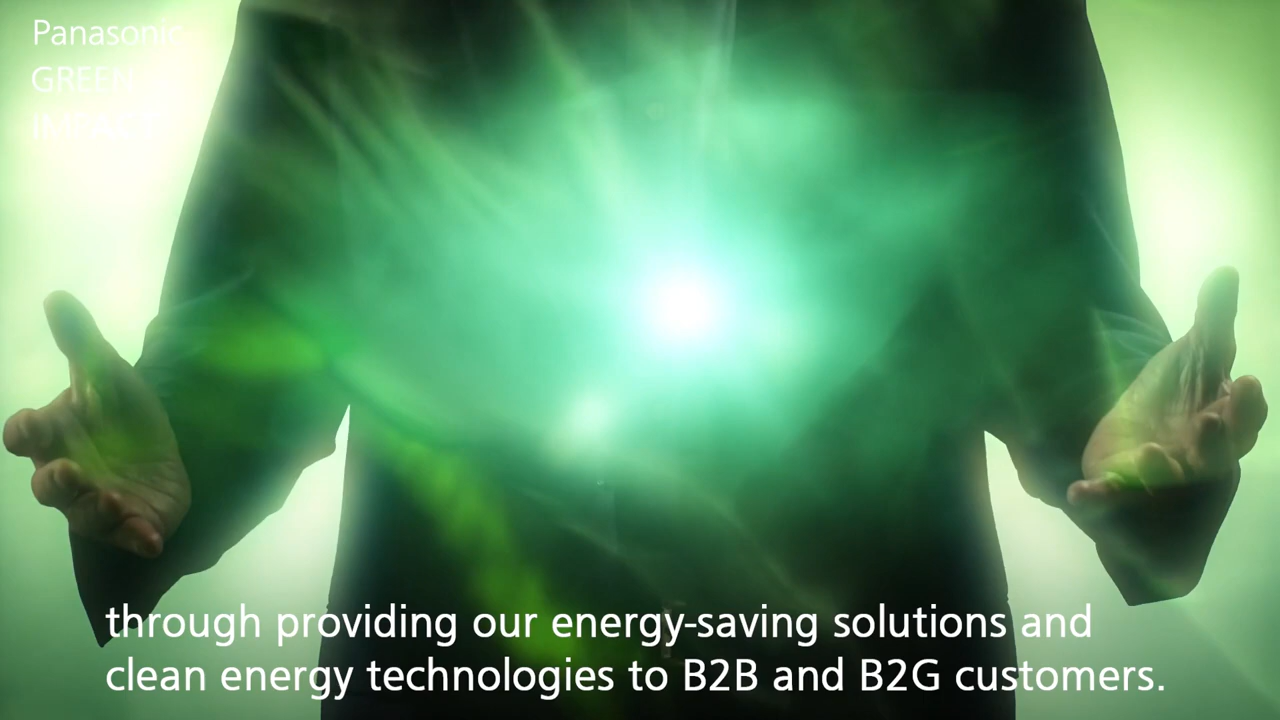 Panasonic
GREEN
IMPACT
through providing our energy-saving solutions and
clean energy technologies to B2B and B2G customers.